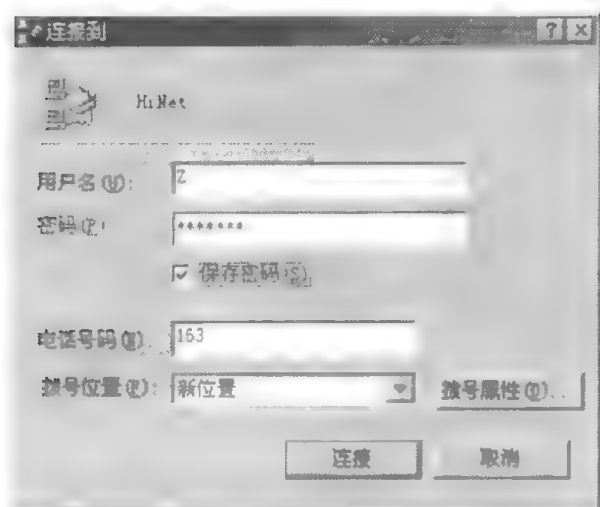 连接到
HiNet
用户名(U):
Z
密码(P):
*******
保存密码(S)
电话号码(N):
163
拨号位置(F):
新位置
拨号属性(D)...
连接
取消